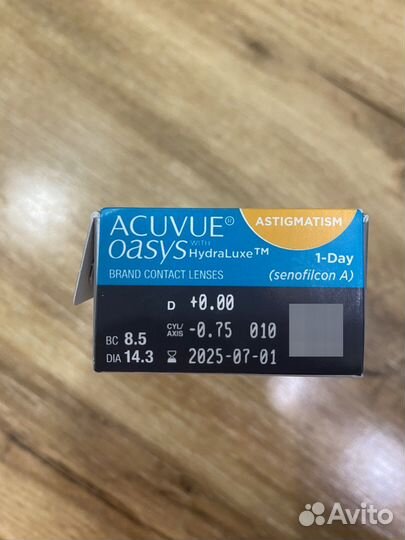 ACUVUE® ASTIGMATISM
oasys WITH HydraLuxe™ 1-Day
BRAND CONTACT LENSES (senofilcon A)
D +0.00
BC 8.5 CYL/AXIS -0.75 010
DIA 14.3 2025-07-01
Avito